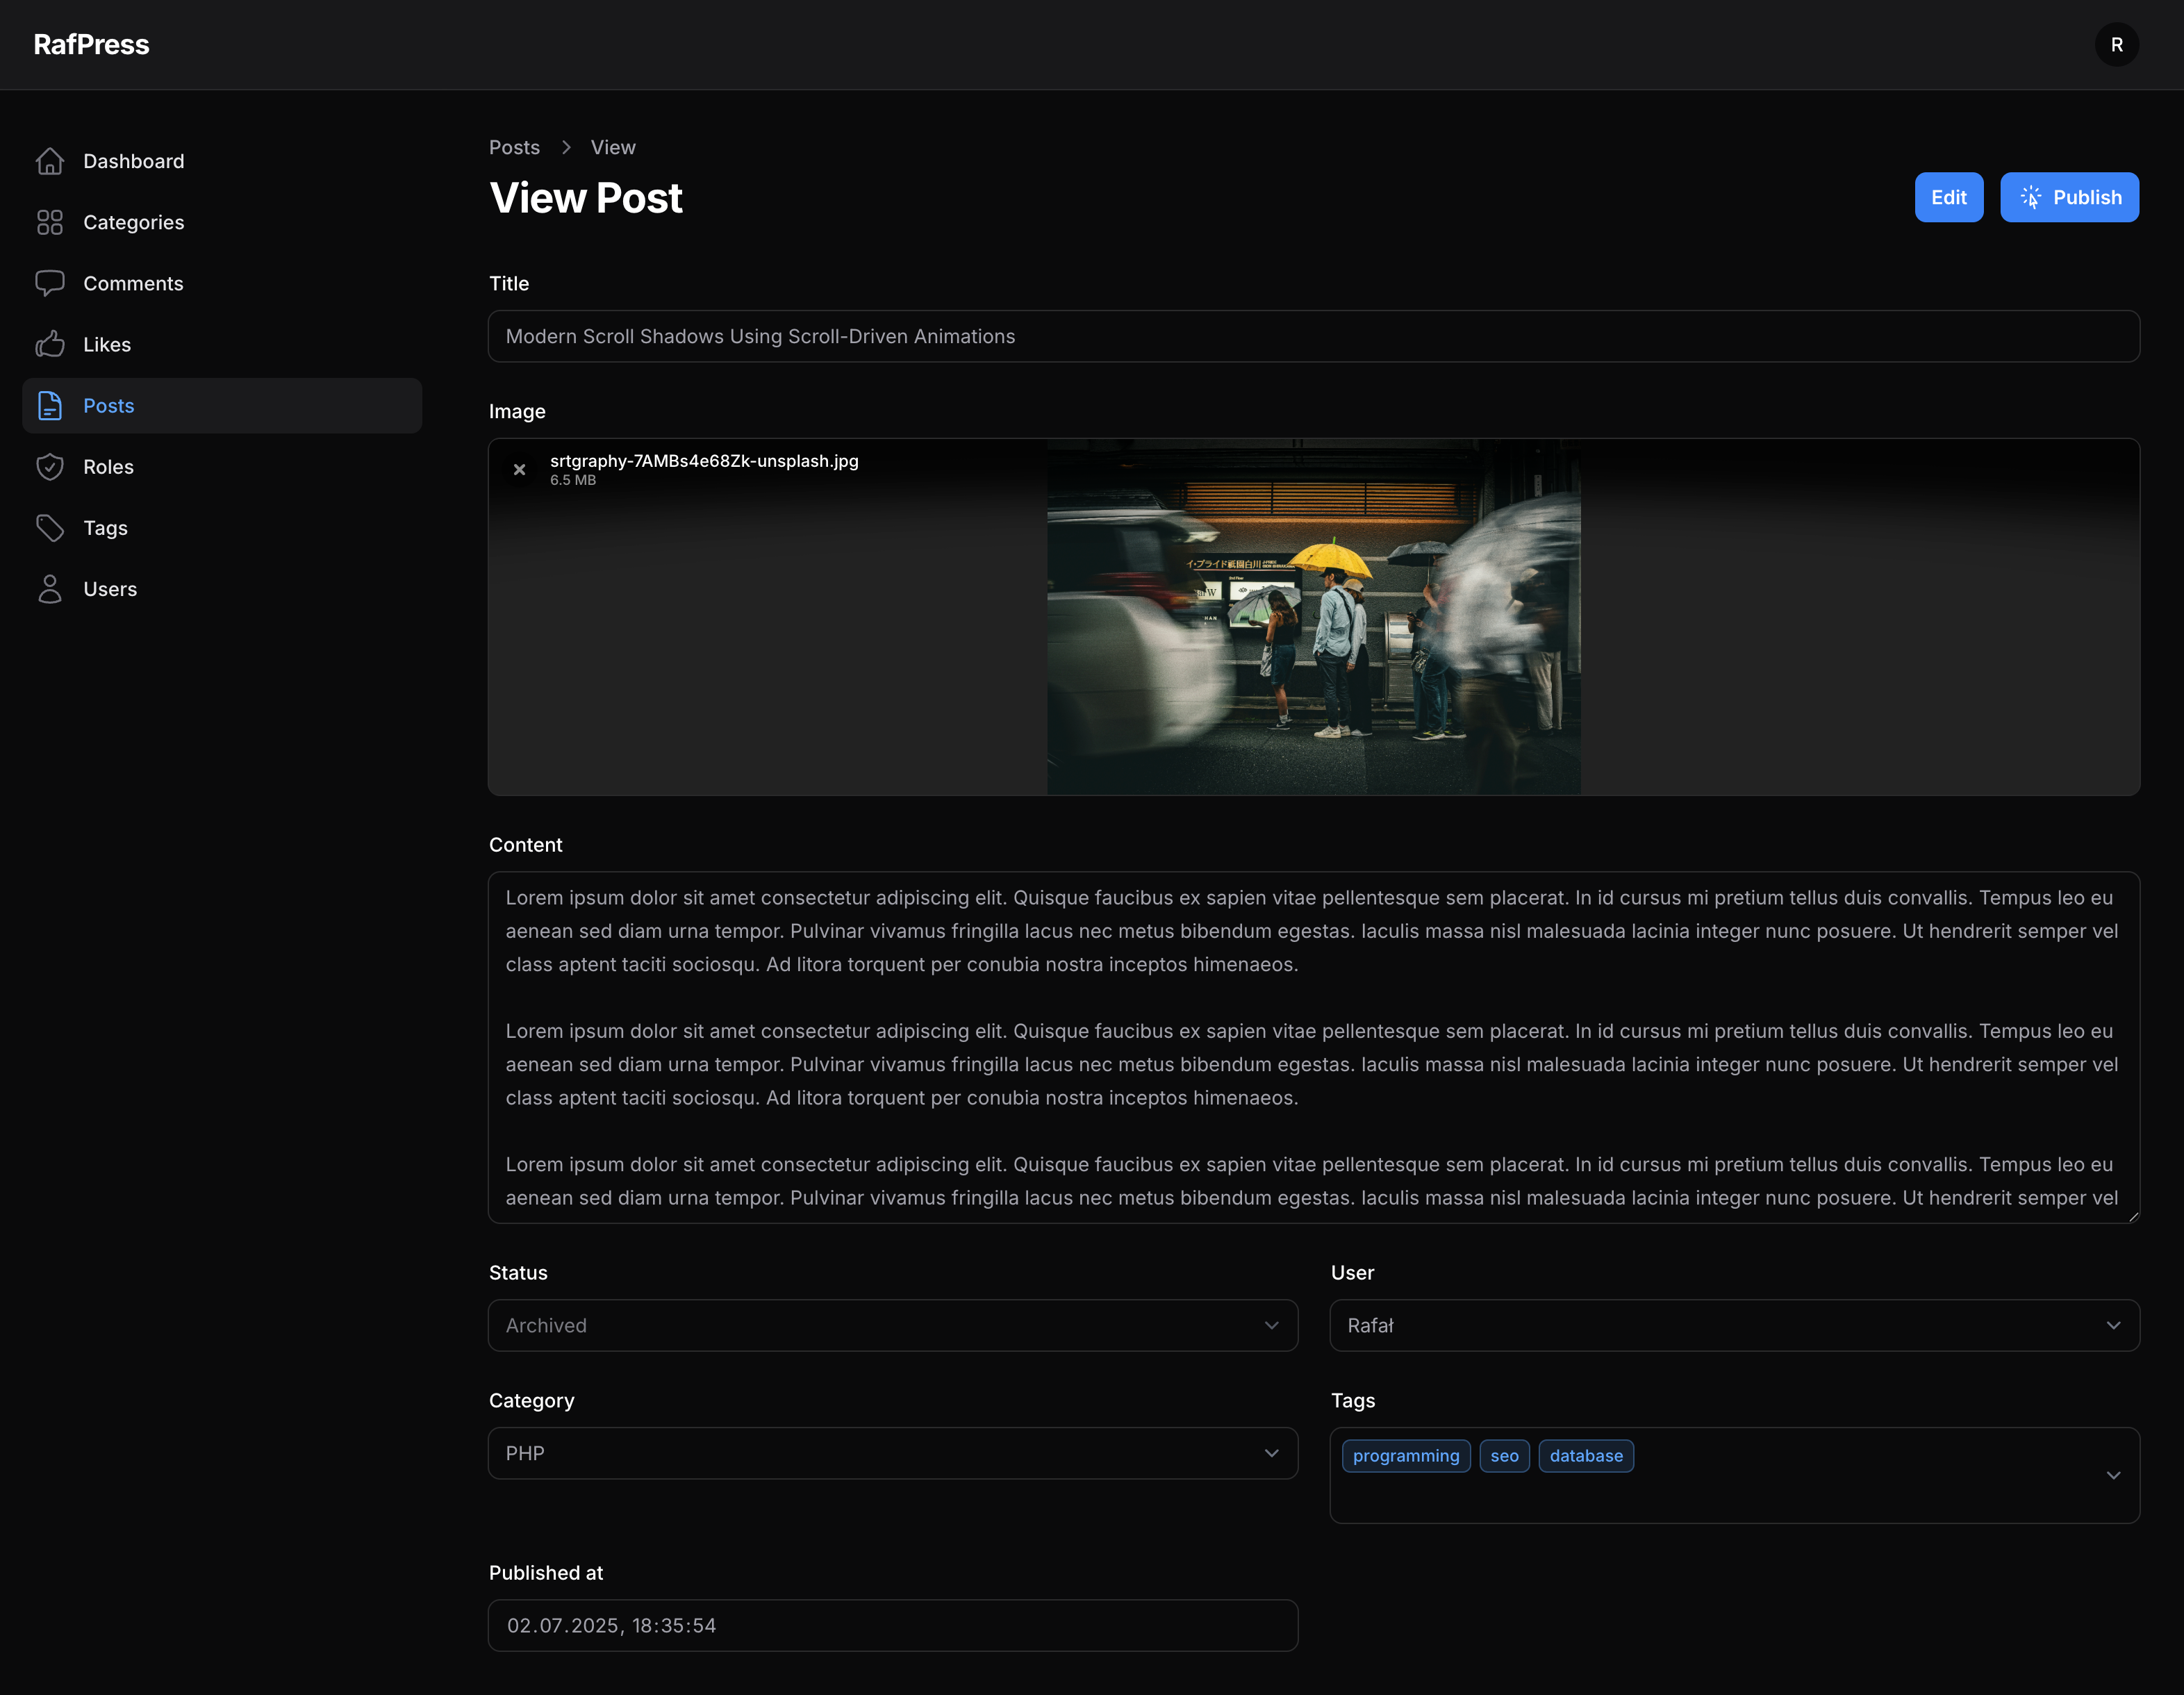 RafPress
R
Dashboard
Categories
Comments
Likes
Posts
Roles
Tags
Users
Posts
View
View Post
Edit
Publish
Title
Modern Scroll Shadows Using Scroll-Driven Animations
Image
srtgraphy-7AMBs4e68Zk-unsplash.jpg
6.5 MB
イ・プライド祇園白川
HAN
Content
Lorem ipsum dolor sit amet consectetur adipiscing elit. Quisque faucibus ex sapien vitae pellentesque sem placerat. In id cursus mi pretium tellus duis convallis. Tempus leo eu
aenean sed diam urna tempor. Pulvinar vivamus fringilla lacus nec metus bibendum egestas. Iaculis massa nisl malesuada lacinia integer nunc posuere. Ut hendrerit semper vel
class aptent taciti sociosqu. Ad litora torquent per conubia nostra inceptos himenaeos.
Lorem ipsum dolor sit amet consectetur adipiscing elit. Quisque faucibus ex sapien vitae pellentesque sem placerat. In id cursus mi pretium tellus duis convallis. Tempus leo eu
aenean sed diam urna tempor. Pulvinar vivamus fringilla lacus nec metus bibendum egestas. Iaculis massa nisl malesuada lacinia integer nunc posuere. Ut hendrerit semper vel
class aptent taciti sociosqu. Ad litora torquent per conubia nostra inceptos himenaeos.
Lorem ipsum dolor sit amet consectetur adipiscing elit. Quisque faucibus ex sapien vitae pellentesque sem placerat. In id cursus mi pretium tellus duis convallis. Tempus leo eu
aenean sed diam urna tempor. Pulvinar vivamus fringilla lacus nec metus bibendum egestas. Iaculis massa nisl malesuada lacinia integer nunc posuere. Ut hendrerit semper vel
Status
Archived
User
Rafał
Category
PHP
Tags
programming
seo
database
Published at
02.07.2025, 18:35:54